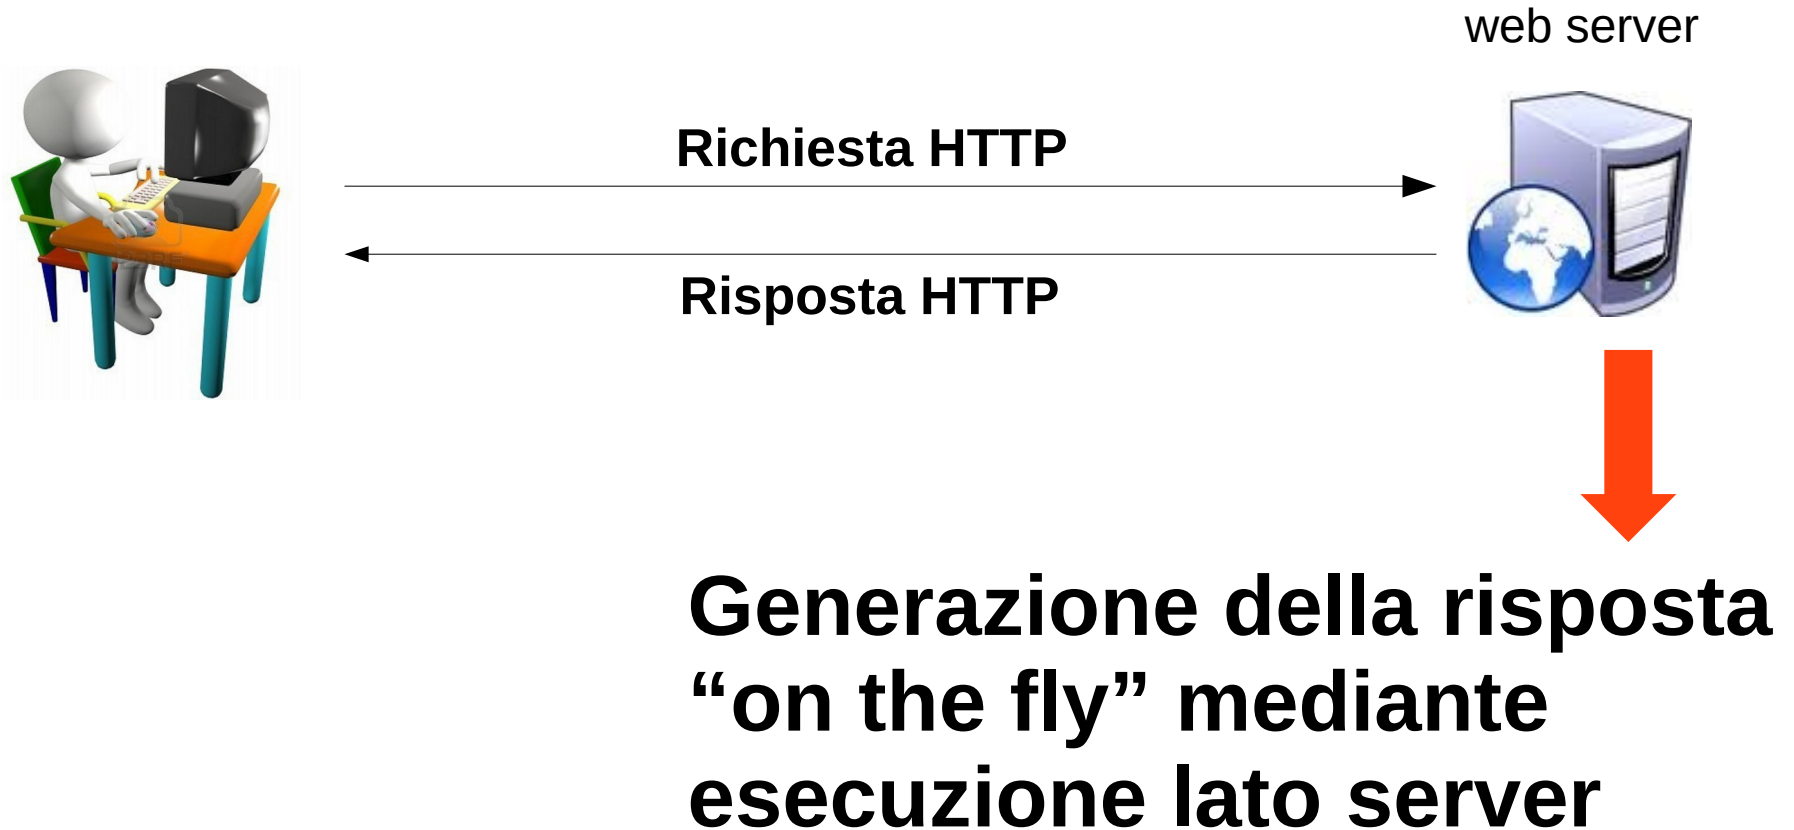 web server
Richiesta HTTP
Risposta HTTP
Generazione della risposta
“on the fly” mediante
esecuzione lato server